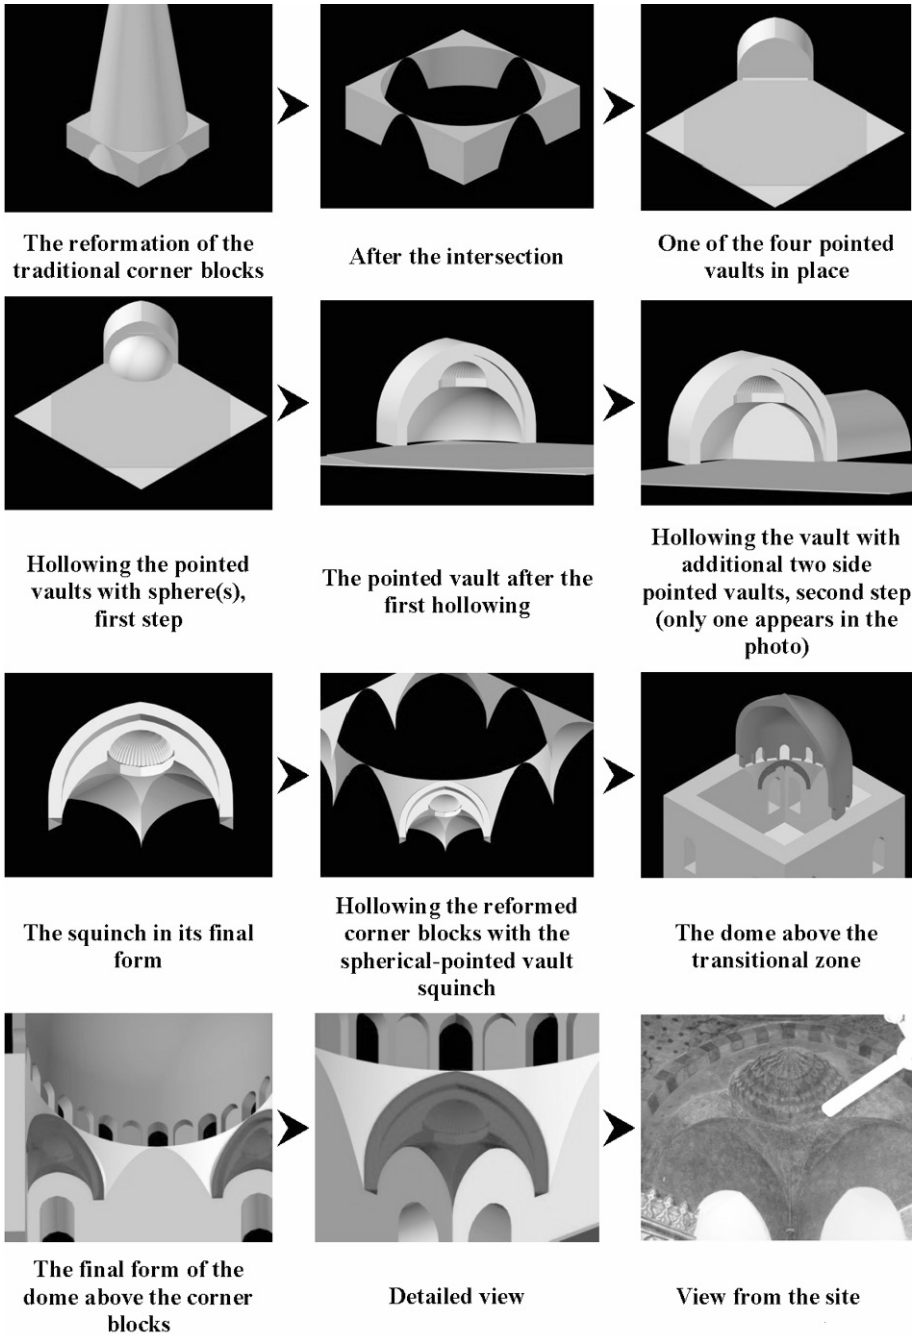 The reformation of the
traditional corner blocks
After the intersection
One of the four pointed
vaults in place
Hollowing the pointed
vaults with sphere(s),
first step
The pointed vault after the
first hollowing
Hollowing the vault with
additional two side
pointed vaults, second step
(only one appears in the
photo)
The squinch in its final
form
Hollowing the reformed
corner blocks with the
spherical-pointed vault
squinch
The dome above the
transitional zone
The final form of the
dome above the corner
blocks
Detailed view
View from the site